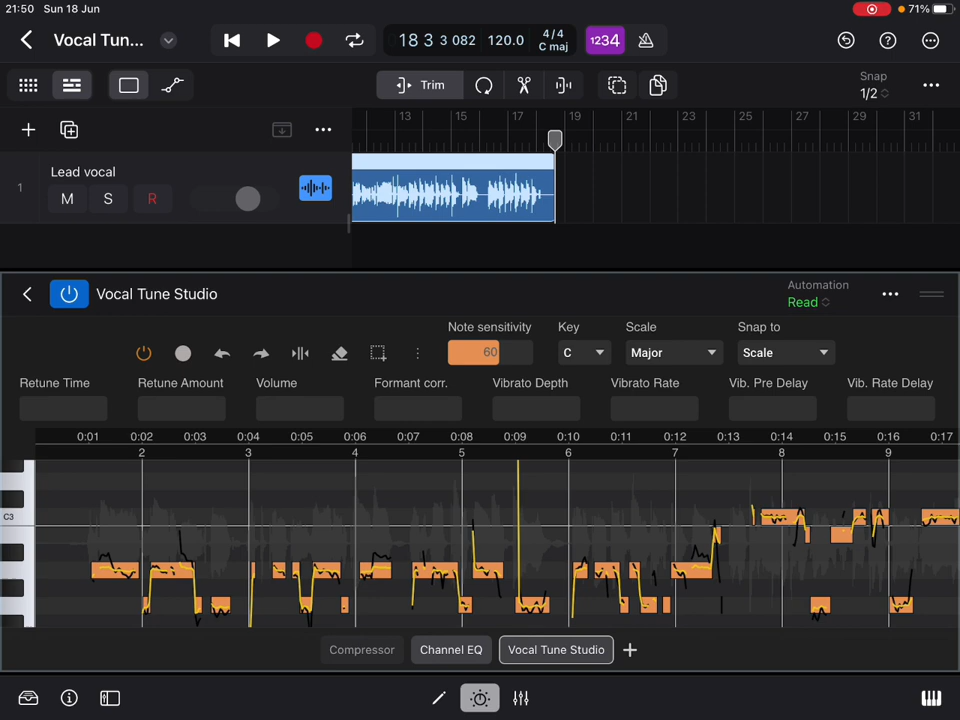 21:50 Sun 18 Jun
71%
Vocal Tun...
18 3 3 082 120.0 4/4 C maj
1234
Trim
Snap
1/2
13 15 17 19 21 23 25 27 29 31
1
Lead vocal
M S R
Vocal Tune Studio
Automation
Read
Note sensitivity Key Scale Snap to
60 C Major Scale
Retune Time Retune Amount Volume Formant corr. Vibrato Depth Vibrato Rate Vib. Pre Delay Vib. Rate Delay
0:01 0:02 0:03 0:04 0:05 0:06 0:07 0:08 0:09 0:10 0:11 0:12 0:13 0:14 0:15 0:16 0:17
2 3 4 5 6 7 8 9
C3
Compressor Channel EQ Vocal Tune Studio